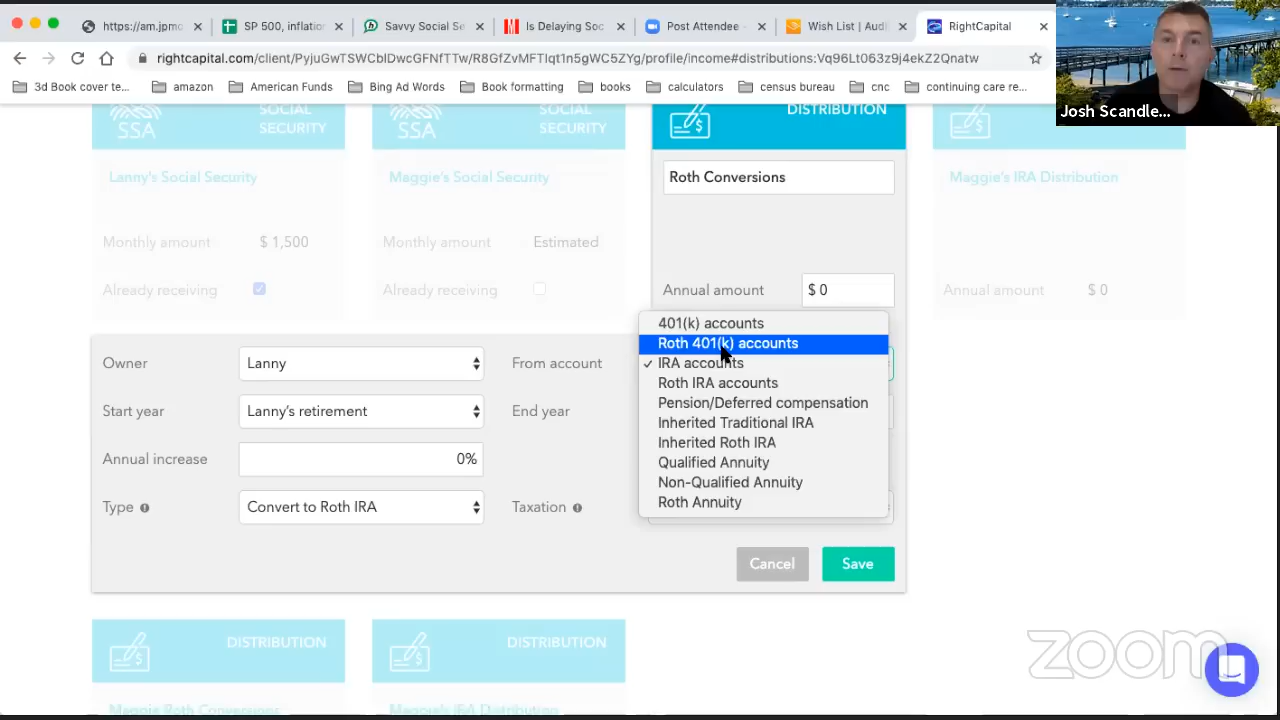 https://am.jpmo
SP 500, inflatio
Savvy Social Se
Is Delaying Soc
Post Attendee -
Wish List | Audi
RightCapital
rightcapital.com/client/PyjuGwTSWCblDwcGFNfTTw/R8GfZvMFTIqt1n5gWC5ZYg/profile/income#distributions:Vq96Lt063z9j4ekZ2Qnatw
3d Book cover te...
amazon
American Funds
Bing Ad Words
Book formatting
books
calculators
census bureau
cnc
continuing care re...
Josh Scandle...
SSA
SOCIAL
SECURITY
SSA
SOCIAL
SECURITY
DISTRIBUTION
Lanny's Social Security
Maggie's Social Security
Roth Conversions
Maggie's IRA Distribution
Monthly amount $ 1,500
Monthly amount Estimated
Already receiving
Already receiving
Annual amount $ 0
Annual amount $ 0
401(k) accounts
Roth 401(k) accounts
IRA accounts
Roth IRA accounts
Pension/Deferred compensation
Inherited Traditional IRA
Inherited Roth IRA
Qualified Annuity
Non-Qualified Annuity
Roth Annuity
Owner Lanny From account
Start year Lanny's retirement End year
Annual increase 0%
Type Convert to Roth IRA Taxation
Cancel Save
DISTRIBUTION
DISTRIBUTION
Maggie Roth Conversions
Maggie's IRA Distribution
zoom